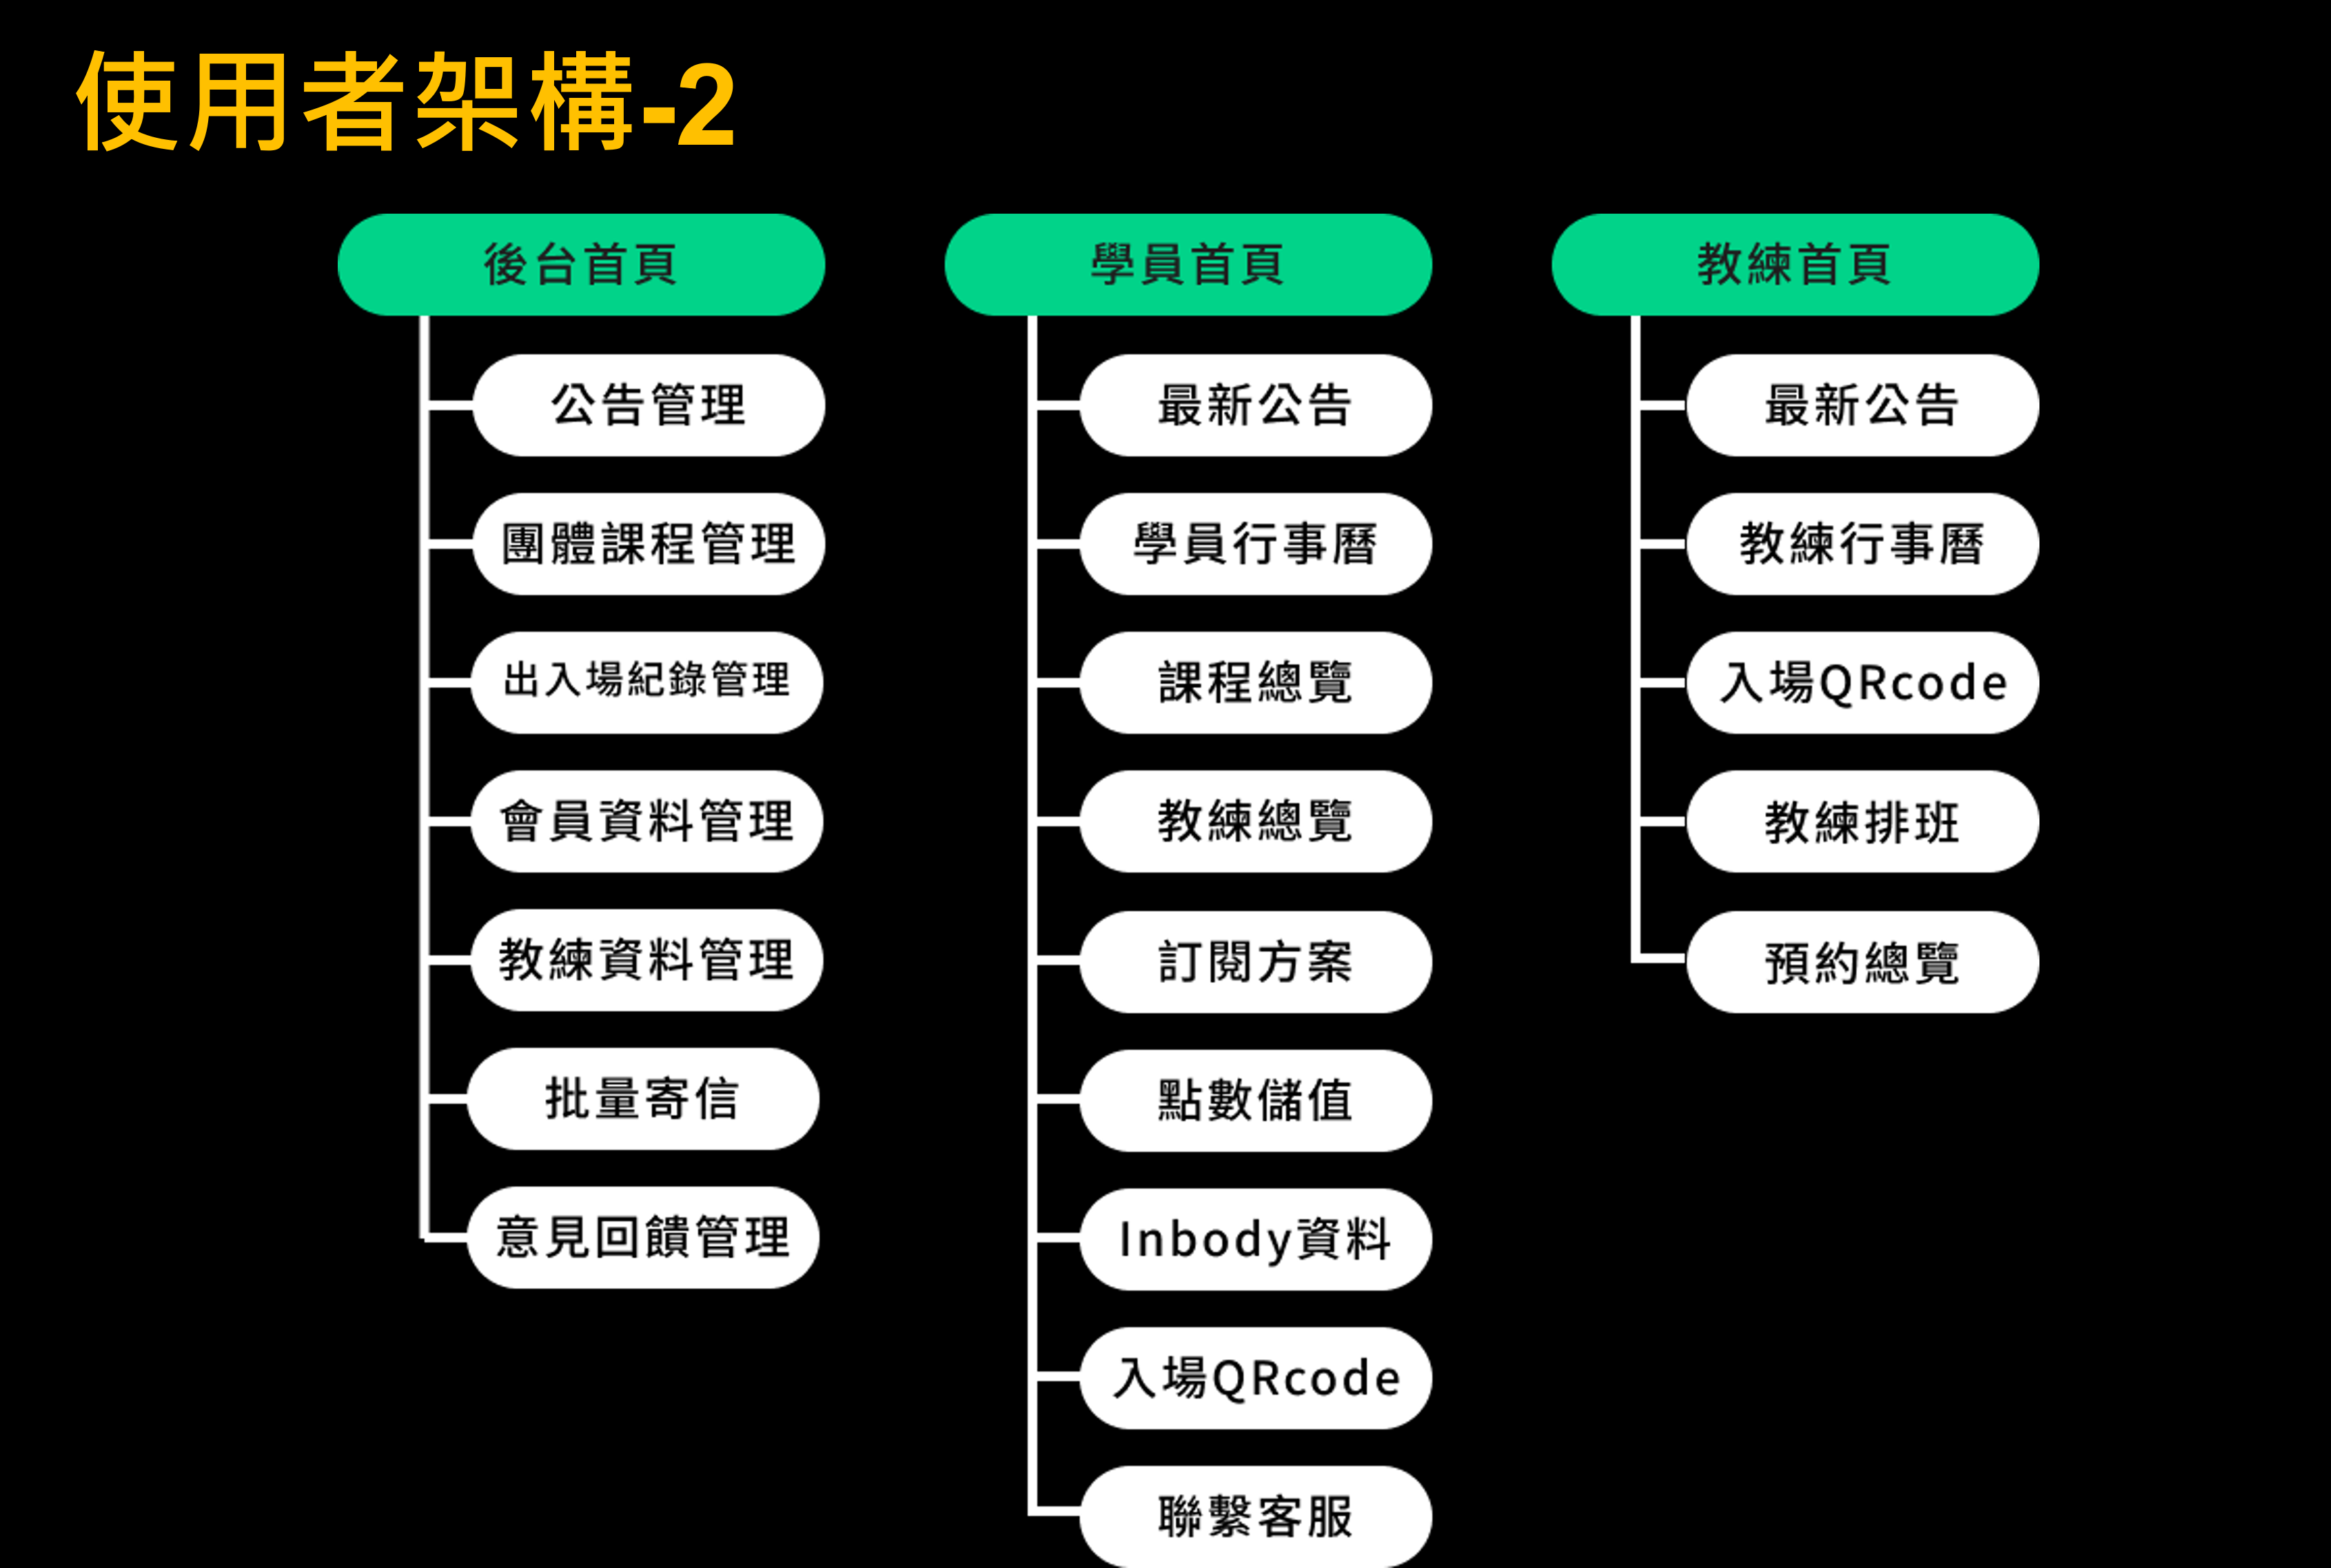 使用者架構-2
後台首頁
公告管理
團體課程管理
出入場紀錄管理
會員資料管理
教練資料管理
批量寄信
意見回饋管理
學員首頁
最新公告
學員行事曆
課程總覽
教練總覽
訂閱方案
點數儲值
Inbody資料
入場QRcode
聯繫客服
教練首頁
最新公告
教練行事曆
入場QRcode
教練排班
預約總覽